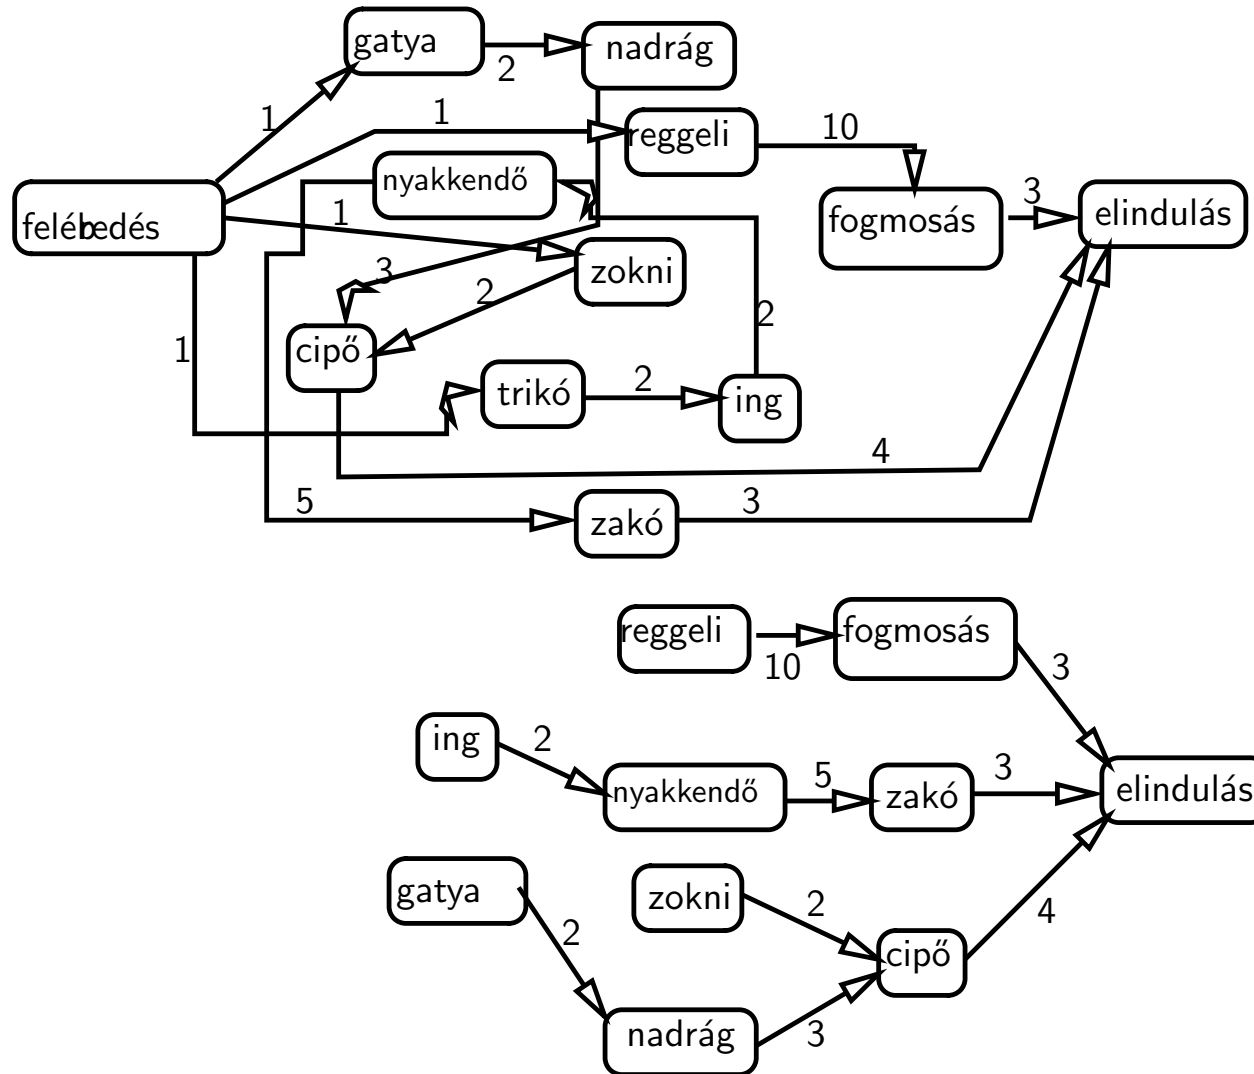 gatya
2
nadrág
1
1
reggeli
10
nyakkendő
felébredés
1
fogmosás
3
elindulás
3
zokni
2
2
1
cipő
trikó
2
ing
4
5
zakó
3
reggeli
10
fogmosás
3
ing
2
nyakkendő
5
zakó
3
elindulás
gatya
2
zokni
2
cipő
4
nadrág
3